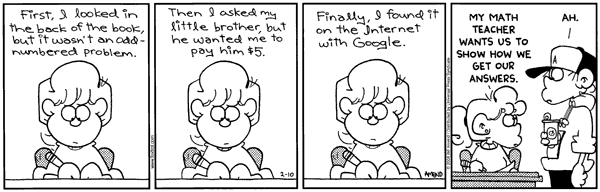 First, I looked in
the back of the book,
but it wasn't an odd-
numbered problem.
Then I asked my
little brother, but
he wanted me to
pay him $5.
2-10
Finally, I found it
on the Internet
with Google.
AMEND
MY MATH
TEACHER
WANTS US TO
SHOW HOW WE
GET OUR
ANSWERS.
AH.
A